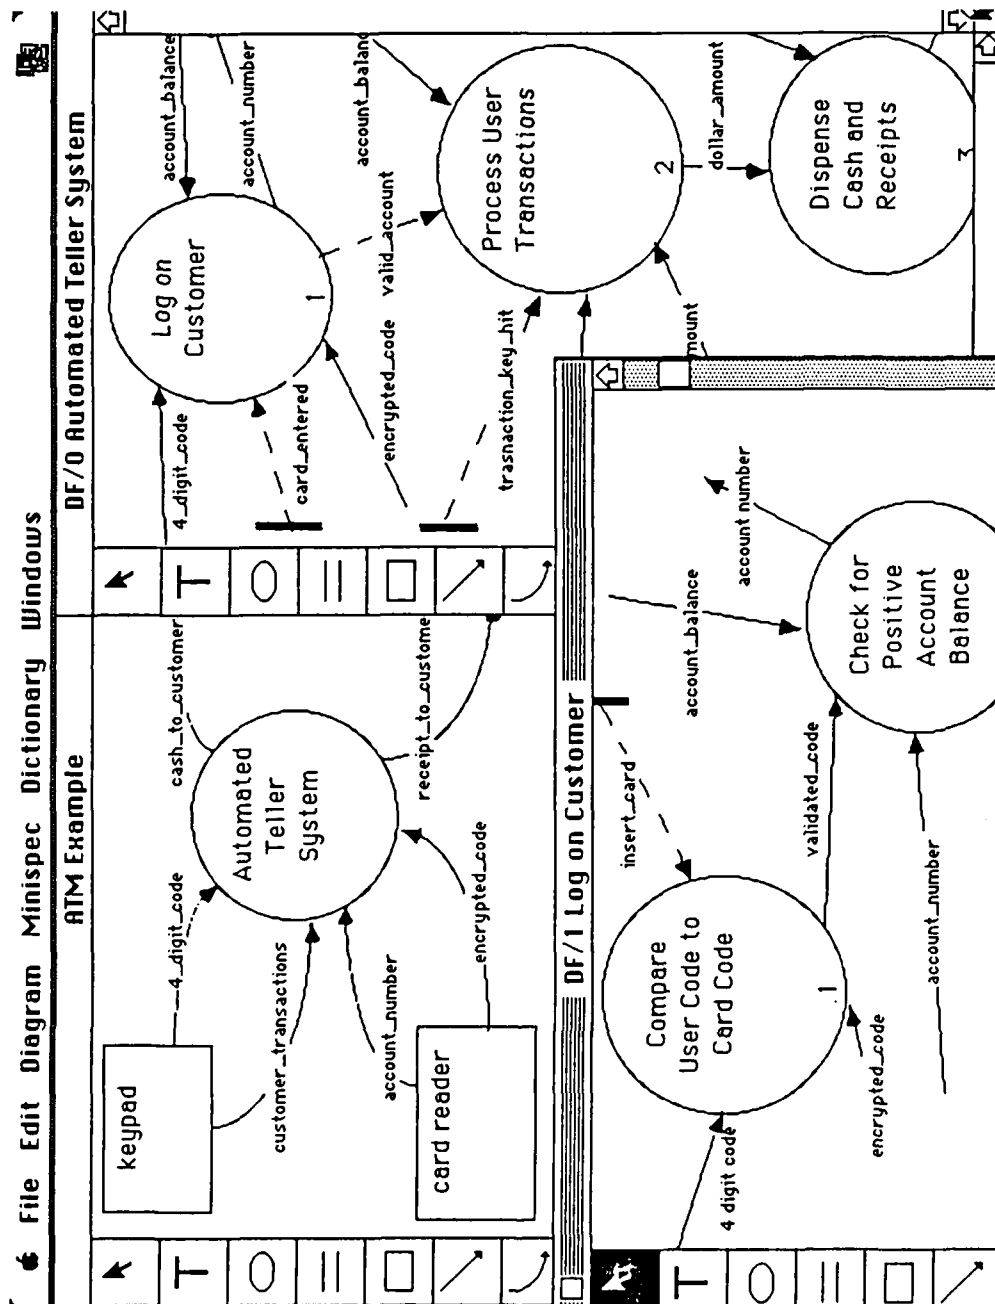 File Edit Diagram Minispec Dictionary Windows
ATM Example
keypad
4_digit_code
customer_transactions
account_number
card reader
encrypted_code
Automated
Teller
System
cash_to_customer
receipt_to_custome
DF/0 Automated Teller System
4_digit_code
card_entered
encrypted_code
Log on
Customer
1
account_balance
account_number
valid_account
trasnaction_key_hit
Process User
Transactions
2
account_balanc
mount
dollar_amount
Dispense
Cash and
Receipts
3
DF/1 Log on Customer
4 digit code
Compare
User Code to
Card Code
1
insert_card
encrypted_code
validated_code
account_number
account_balance
account number
Check for
Positive
Account
Balance